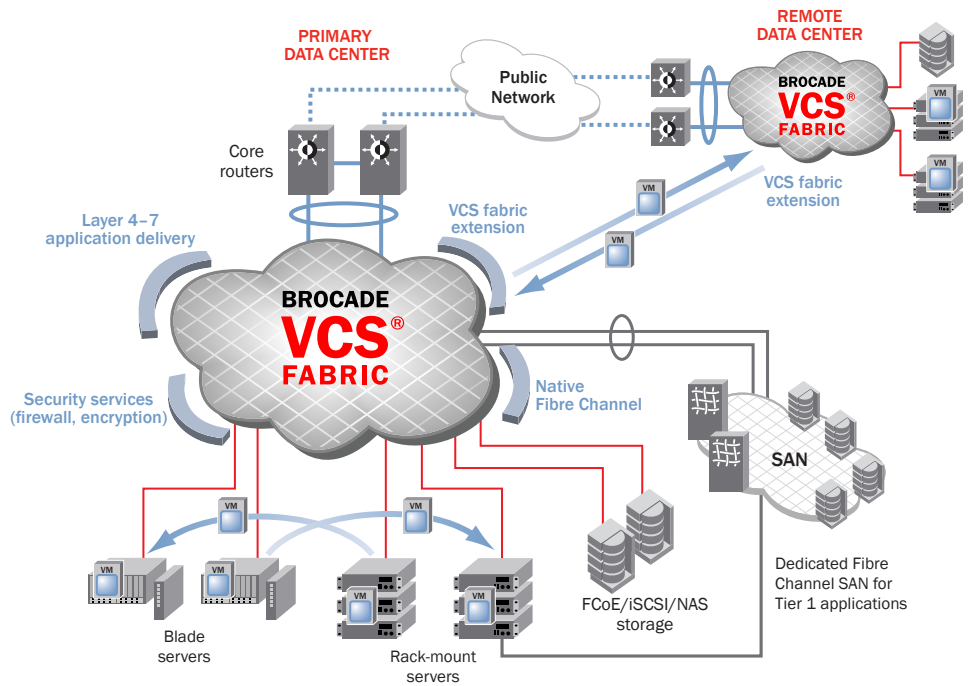 PRIMARY
DATA CENTER
REMOTE
DATA CENTER
Public
Network
BROCADE
VCS®
FABRIC
VM
VM
Core
routers
VCS fabric
extension
VM
VM
VCS fabric
extension
Layer 4–7
application delivery
BROCADE
VCS®
FABRIC
Security services
(firewall, encryption)
Native
Fibre Channel
SAN
VM
VM
VM
VM
VM
VM
Blade
servers
Rack-mount
servers
FCoE/iSCSI/NAS
storage
Dedicated Fibre
Channel SAN for
Tier 1 applications